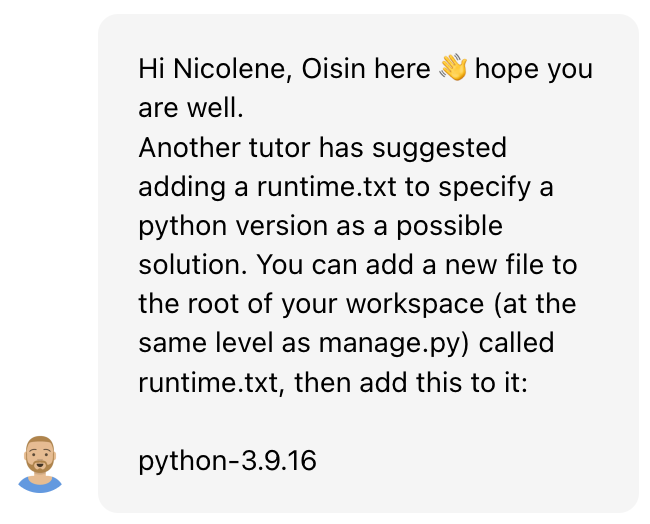 Hi Nicolene, Oisin here 👋 hope you
are well.
Another tutor has suggested
adding a runtime.txt to specify a
python version as a possible
solution. You can add a new file to
the root of your workspace (at the
same level as manage.py) called
runtime.txt, then add this to it:
python-3.9.16